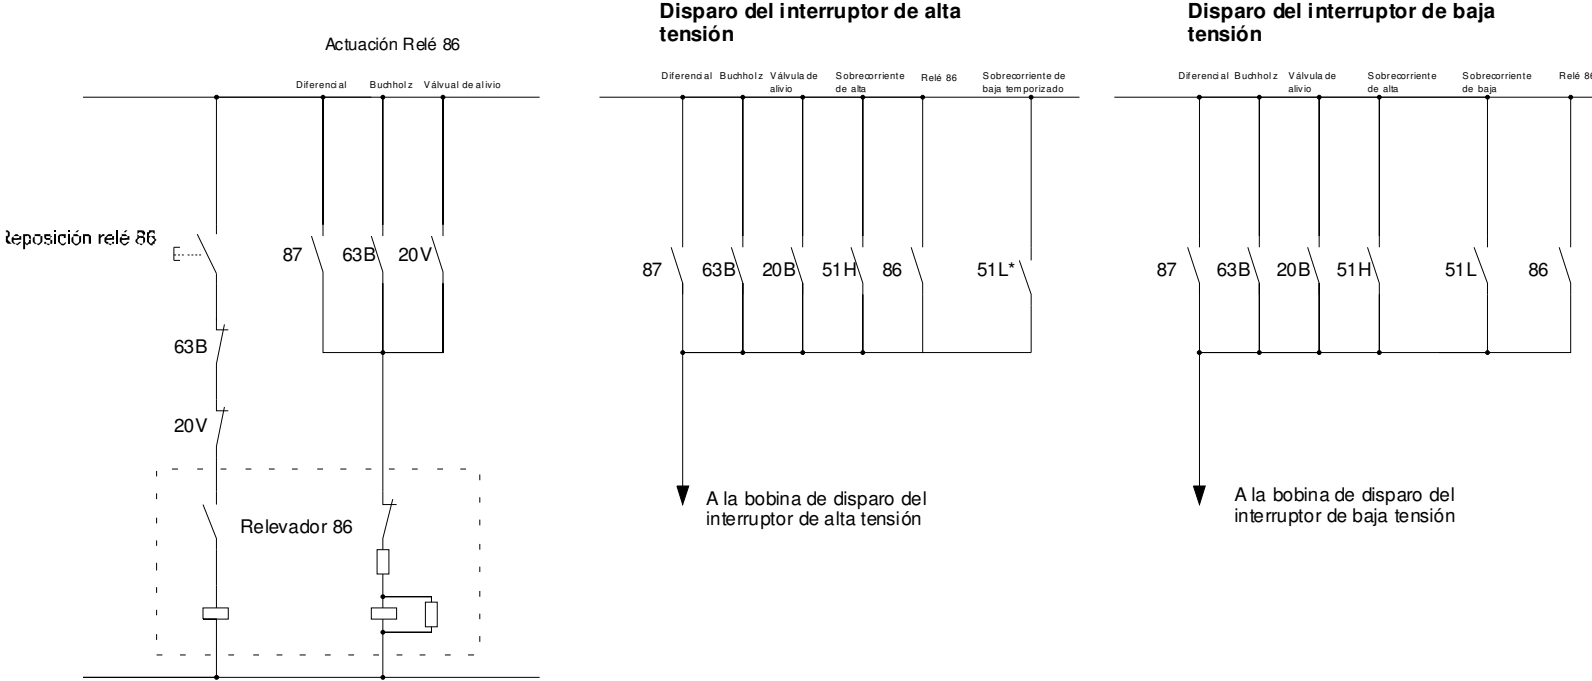 Disparo del interruptor de alta
tensión
Disparo del interruptor de baja
tensión
Actuación Relé 86
Diferencial Buchholz Válvual de alivio
Diferencial Buchholz Válvula de alivio Sobrecorriente de alta Relé 86 Sobrecorriente de baja temporizado
Diferencial Buchholz Válvula de alivio Sobrecorriente de alta Sobrecorriente de baja Relé 86
Reposición relé 86
87 63B 20V
87 63B 20B 51H 86 51L*
87 63B 20B 51H 51L 86
63B
20V
Relevador 86
A la bobina de disparo del
interruptor de alta tensión
A la bobina de disparo del
interruptor de baja tensión